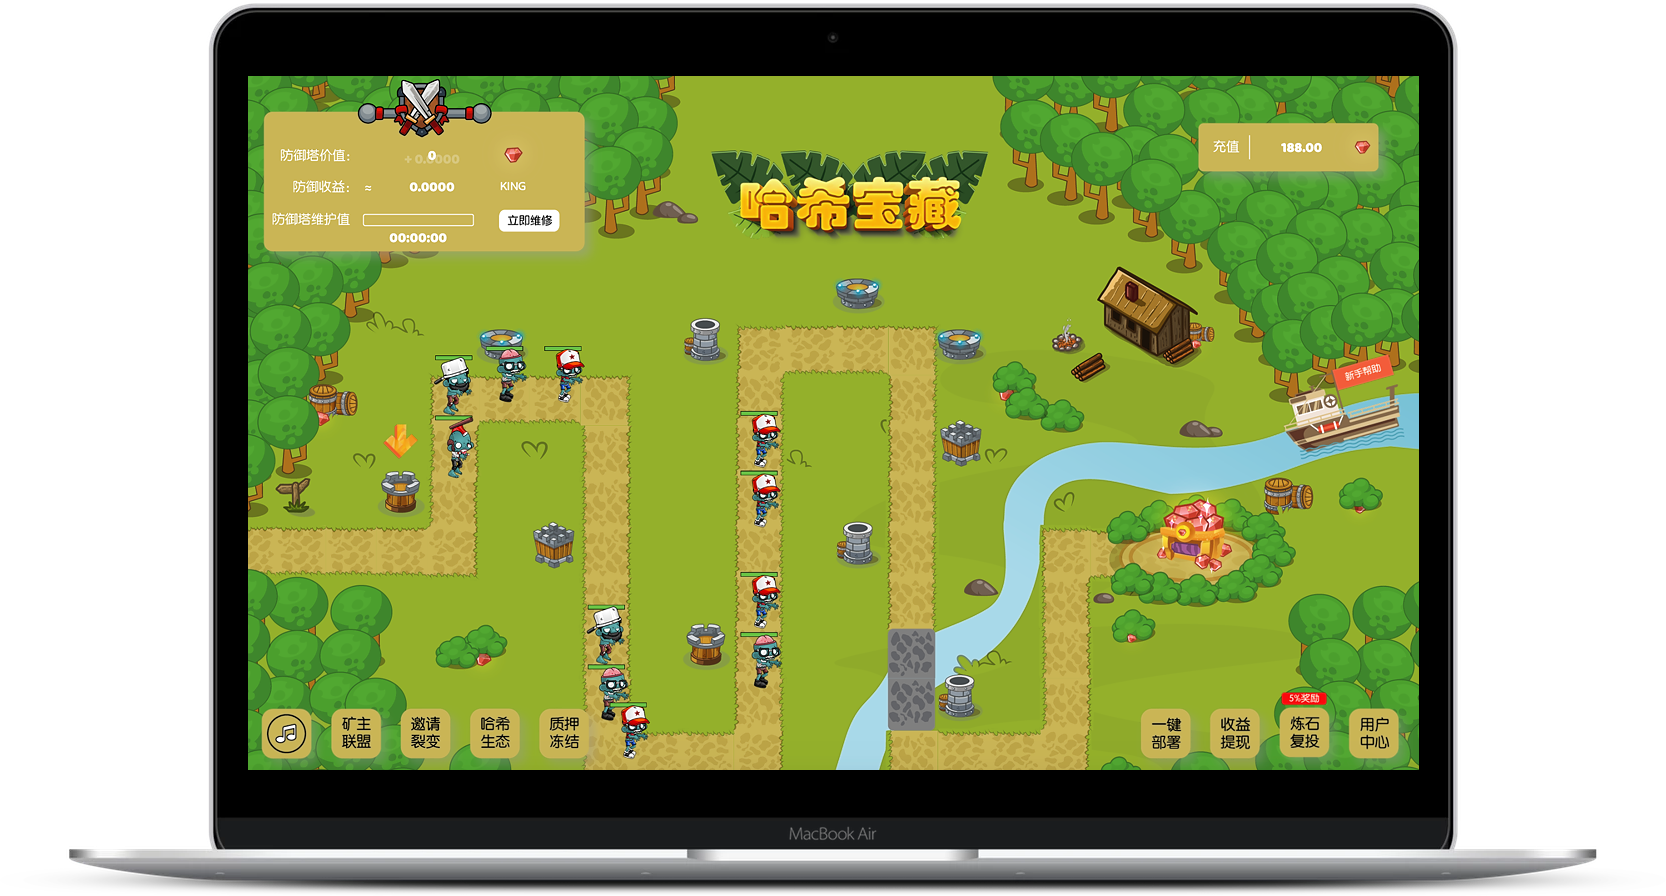 防御塔价值:
0
+0.0000
防御收益: ≈ 0.0000 KING
防御塔维护值
立即维修
00:00:00
充值 188.00
哈希宝藏
新手帮助
矿主
联盟
邀请
裂变
哈希
生态
质押
冻结
一键
部署
收益
提现
5%奖励
炼石
复投
用户
中心
MacBook Air